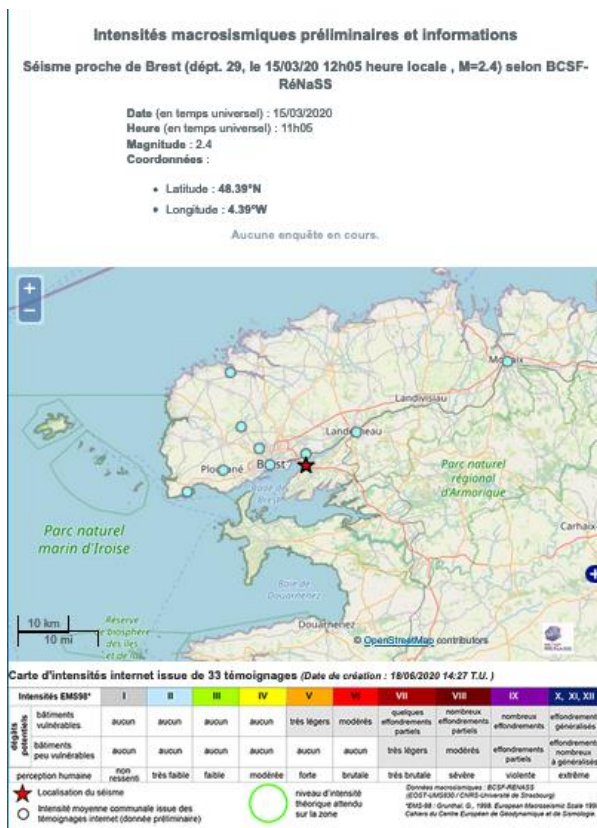 Intensités macrosismiques préliminaires et informations
Séisme proche de Brest (dépt. 29, le 15/03/20 12h05 heure locale , M=2.4) selon BCSF-
RéNaSS
Date (en temps universel) : 15/03/2020
Heure (en temps universel) : 11h05
Magnitude : 2.4
Coordonnées :
• Latitude : 48.39°N
• Longitude : 4.39°W
Aucune enquête en cours.
+
−
Morlaix
Landivisiau
Landerneau
Plouzané
Brest
Parc naturel
régional
d'Armorique
Parc naturel
marin d'Iroise
Carhaix
Baie de
Douarnenez
Douarnenez
10 km
10 mi
Réserve
de biosphère
des îles
© OpenStreetMap contributors
Carte d'intensités internet issue de 33 témoignages (Date de création : 18/06/2020 14:27 T.U. )
Intensités EMS98* I II III IV V VI VII VIII IX X, XI, XII
dégâts potentiels
bâtiments vulnérables aucun aucun aucun aucun très légers modérés quelques effondrements partiels nombreux effondrements partiels nombreux effondrements effondrements généralisés
bâtiments peu vulnérables aucun aucun aucun aucun aucun aucun très légers modérés effondrements partiels effondrements nombreux à généralisés
perception humaine non ressenti très faible faible modérée forte brutale très brutale sévère violente extrême
Localisation du séisme
Intensité moyenne communale issue des
témoignages internet (donnée préliminaire)
niveau d'intensité
théorique attendu
sur la zone
Données macrosismiques : BCSF-RENASS
(EOST-UMS830 / CNRS-Université de Strasbourg)
*EMS-98 : Grunthal, G., 1998. European Macroseismic Scale 199
Cahiers du Centre Européen de Géodynamique et de Sismologie